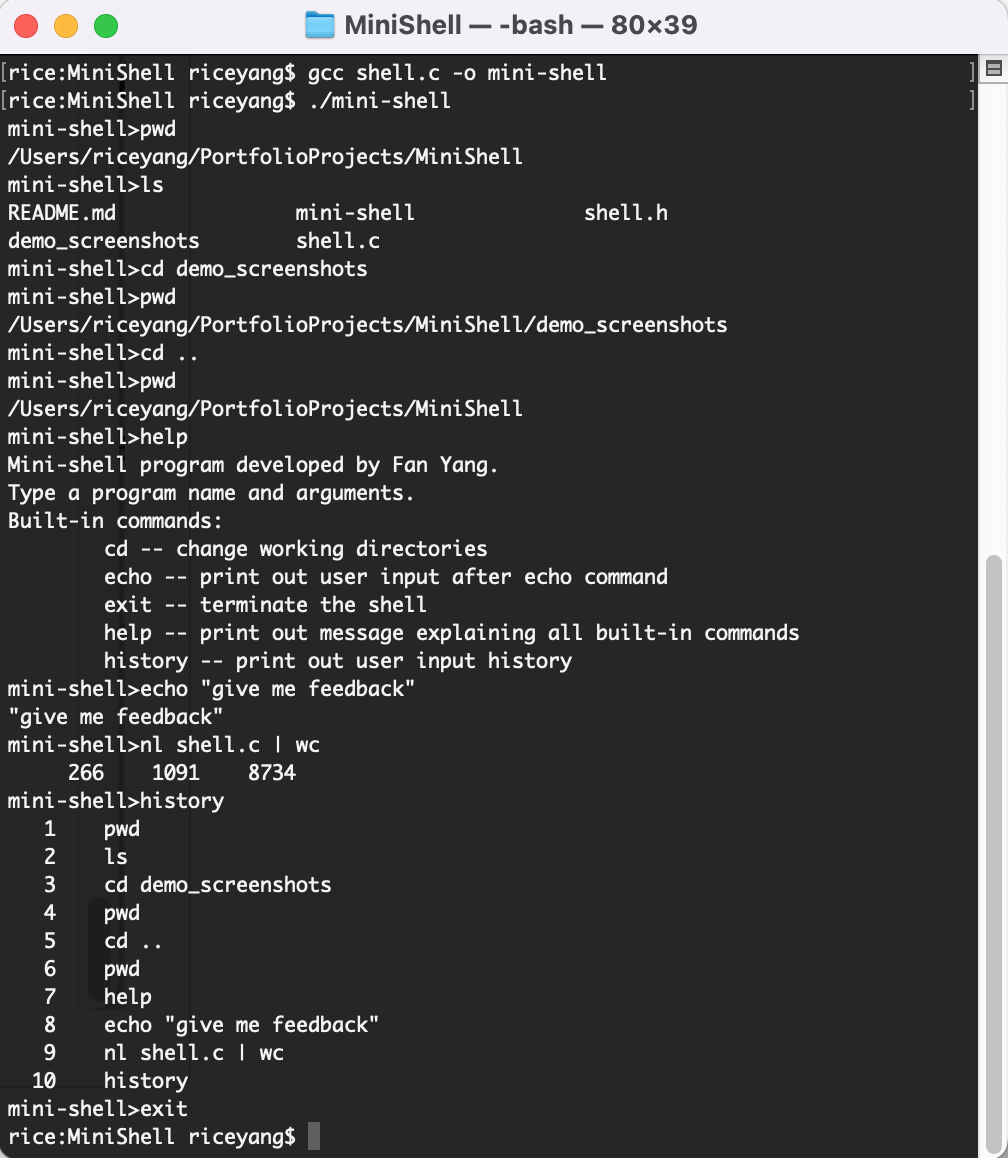 MiniShell — -bash — 80×39
[rice:MiniShell riceyang$ gcc shell.c -o mini-shell ]
[rice:MiniShell riceyang$ ./mini-shell ]
mini-shell>pwd
/Users/riceyang/PortfolioProjects/MiniShell
mini-shell>ls
README.md               mini-shell              shell.h
demo_screenshots        shell.c
mini-shell>cd demo_screenshots
mini-shell>pwd
/Users/riceyang/PortfolioProjects/MiniShell/demo_screenshots
mini-shell>cd ..
mini-shell>pwd
/Users/riceyang/PortfolioProjects/MiniShell
mini-shell>help
Mini-shell program developed by Fan Yang.
Type a program name and arguments.
Built-in commands:
        cd -- change working directories
        echo -- print out user input after echo command
        exit -- terminate the shell
        help -- print out message explaining all built-in commands
        history -- print out user input history
mini-shell>echo "give me feedback"
"give me feedback"
mini-shell>nl shell.c | wc
     266    1091    8734
mini-shell>history
   1    pwd
   2    ls
   3    cd demo_screenshots
   4    pwd
   5    cd ..
   6    pwd
   7    help
   8    echo "give me feedback"
   9    nl shell.c | wc
  10    history
mini-shell>exit
rice:MiniShell riceyang$